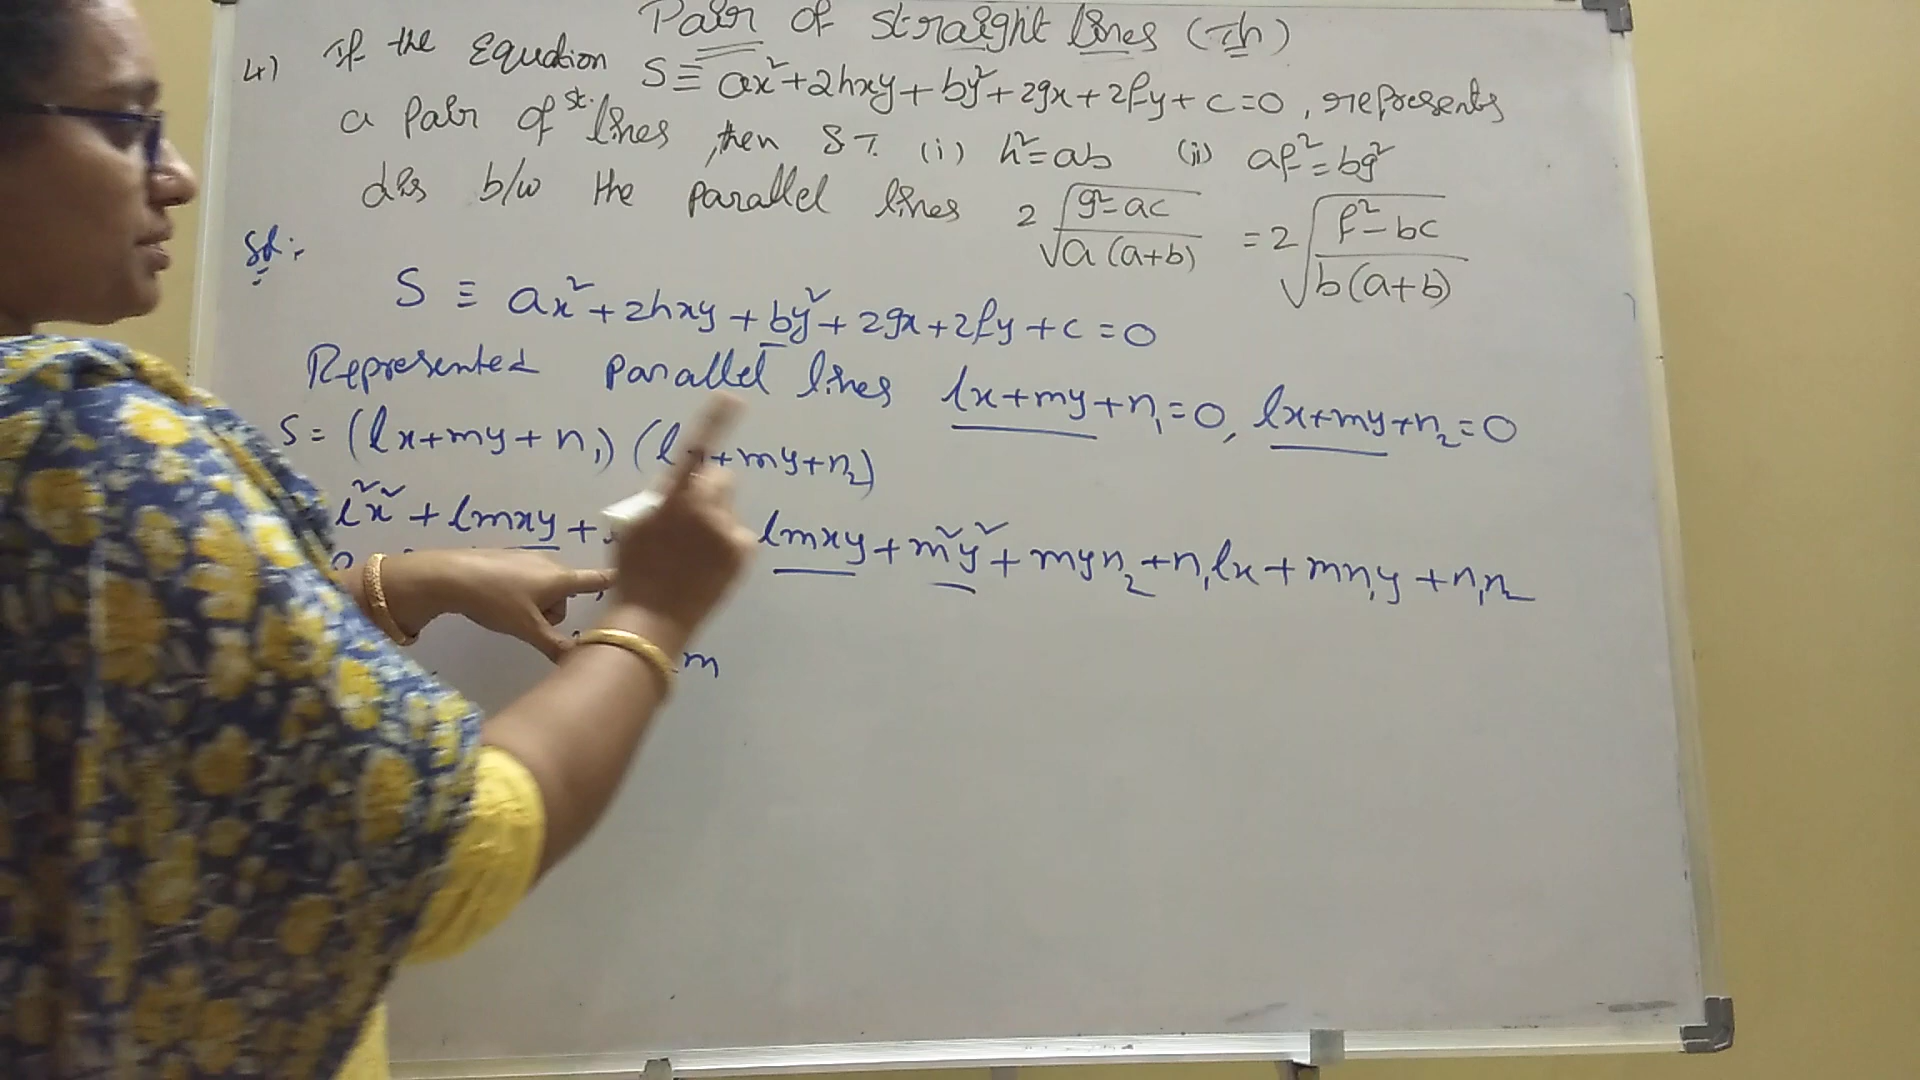 Pair of straight lines (Th)
4) If the Equation S ≡ ax²+2hxy+by²+2gx+2fy+c=0, represents
a Pair of st. lines, then S.T. (i) h²=ab (ii) af²=bg²
dis b/w the parallel lines 2√(g²-ac)/(a(a+b)) = 2√(f²-bc)/(b(a+b))
Sol:-
S ≡ ax²+2hxy+by²+2gx+2fy+c=0
Represented parallel lines lx+my+n₁=0, lx+my+n₂=0
S= (lx+my+n₁)(lx+my+n₂)
l²x²+lmxy+ lmxy+m²y²+myn₂+n₁lx+mn₁y+n₁n₂
m